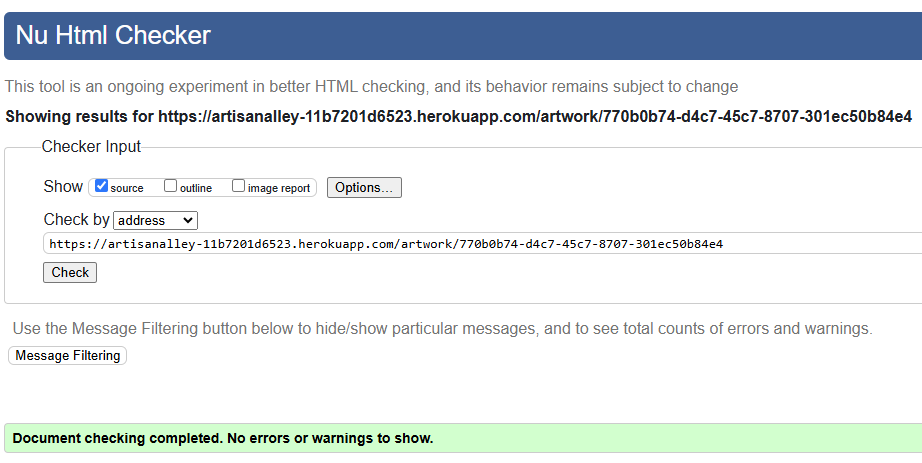 Nu Html Checker
This tool is an ongoing experiment in better HTML checking, and its behavior remains subject to change
Showing results for https://artisanalley-11b7201d6523.herokuapp.com/artwork/770b0b74-d4c7-45c7-8707-301ec50b84e4
Checker Input
Show source outline image report Options...
Check by address
https://artisanalley-11b7201d6523.herokuapp.com/artwork/770b0b74-d4c7-45c7-8707-301ec50b84e4
Check
Use the Message Filtering button below to hide/show particular messages, and to see total counts of errors and warnings.
Message Filtering
Document checking completed. No errors or warnings to show.